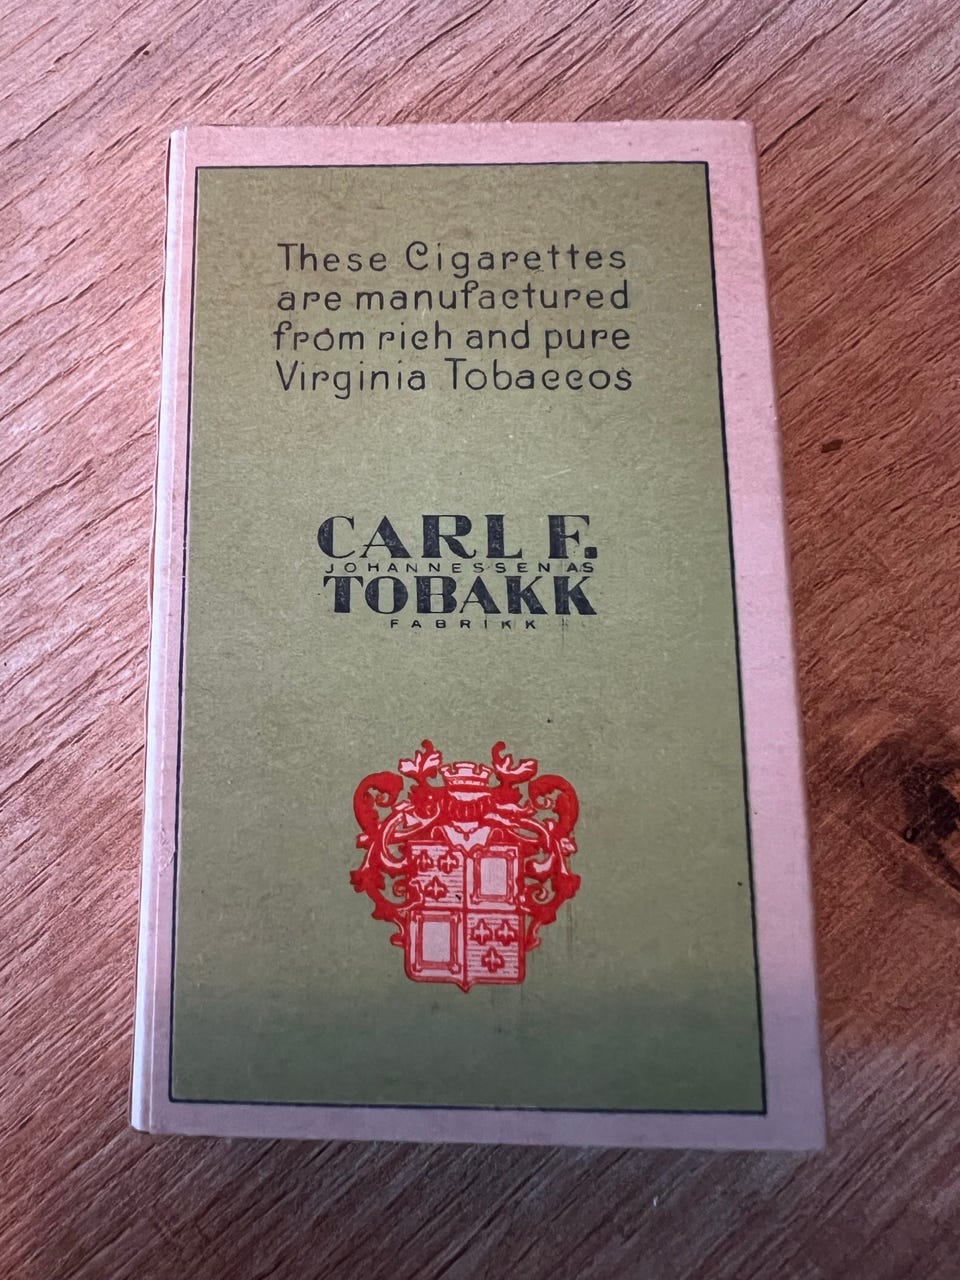 These Cigarettes
are manufactured
from rich and pure
Virginia Tobaccos
CARL F.
JOHANNESSEN AS
TOBAKK
FABRIKK